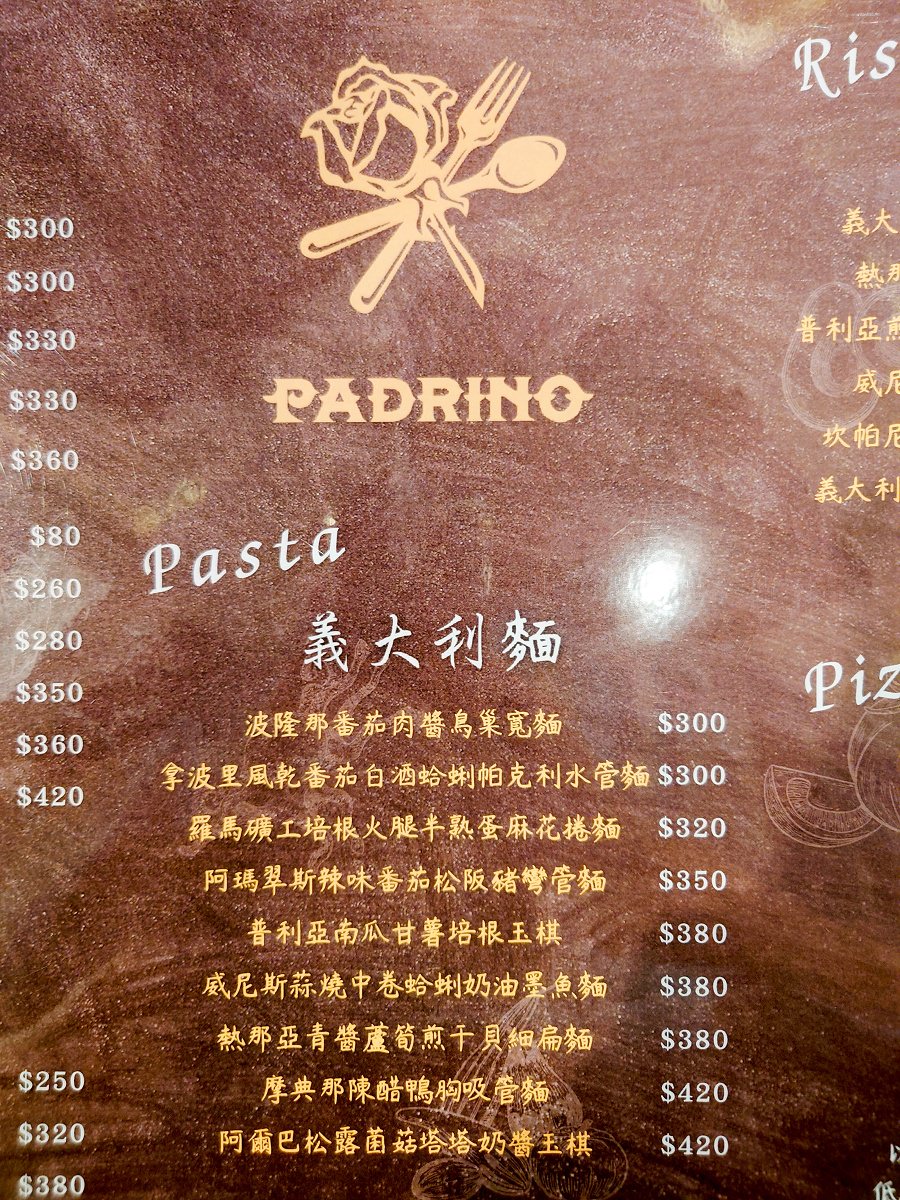 $300
$300
$330
$330
$360
$80
$260
$280
$350
$360
$420
$250
$320
$380
PADRINO
Pasta
義大利麵
波隆那番茄肉醬鳥巢寬麵 $300
拿波里風乾番茄白酒蛤蜊帕克利水管麵 $300
羅馬礦工培根火腿半熟蛋麻花捲麵 $320
阿瑪翠斯辣味番茄松阪豬彎管麵 $350
普利亞南瓜甘薯培根玉棋 $380
威尼斯蒜燒中卷蛤蜊奶油墨魚麵 $380
熱那亞青醬蘆筍煎干貝細扁麵 $380
摩典那陳醋鴨胸吸管麵 $420
阿爾巴松露菌菇塔塔奶醬玉棋 $420
Ris
義大
熱那
普利亞煎
威尼
坎帕尼
義大利
Piz
以
低